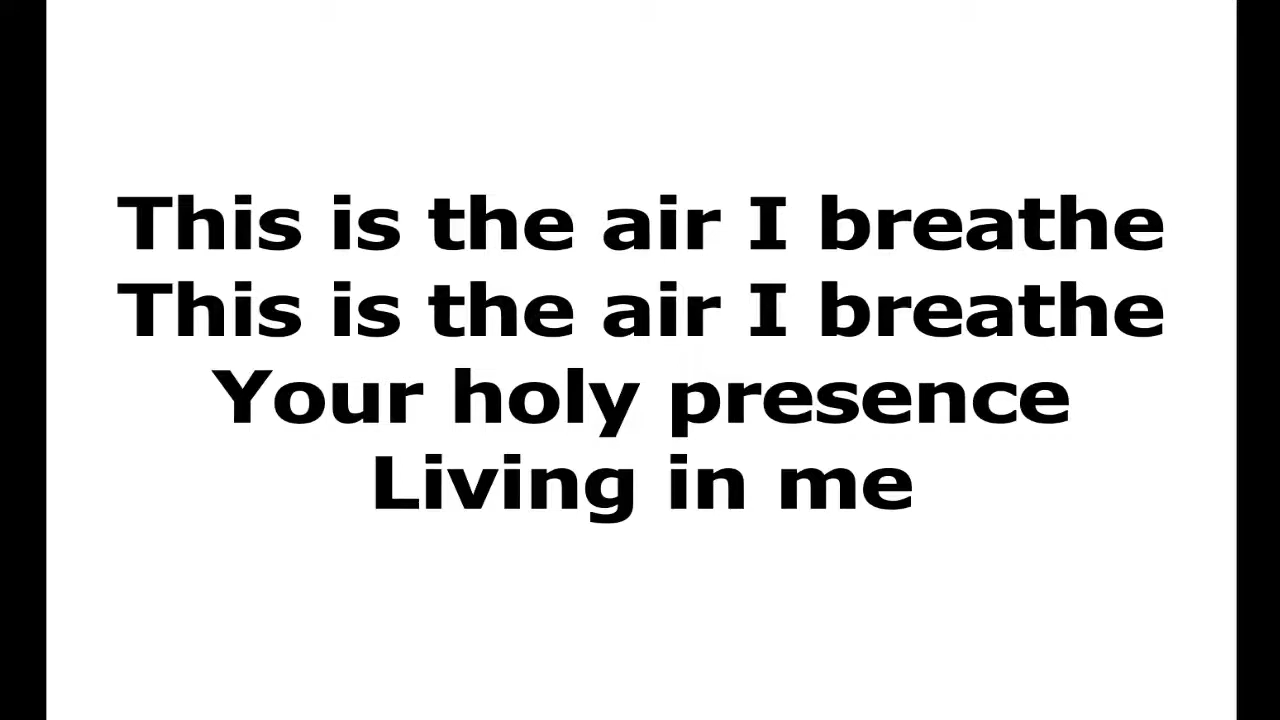 This is the air I breathe
This is the air I breathe
Your holy presence
Living in me